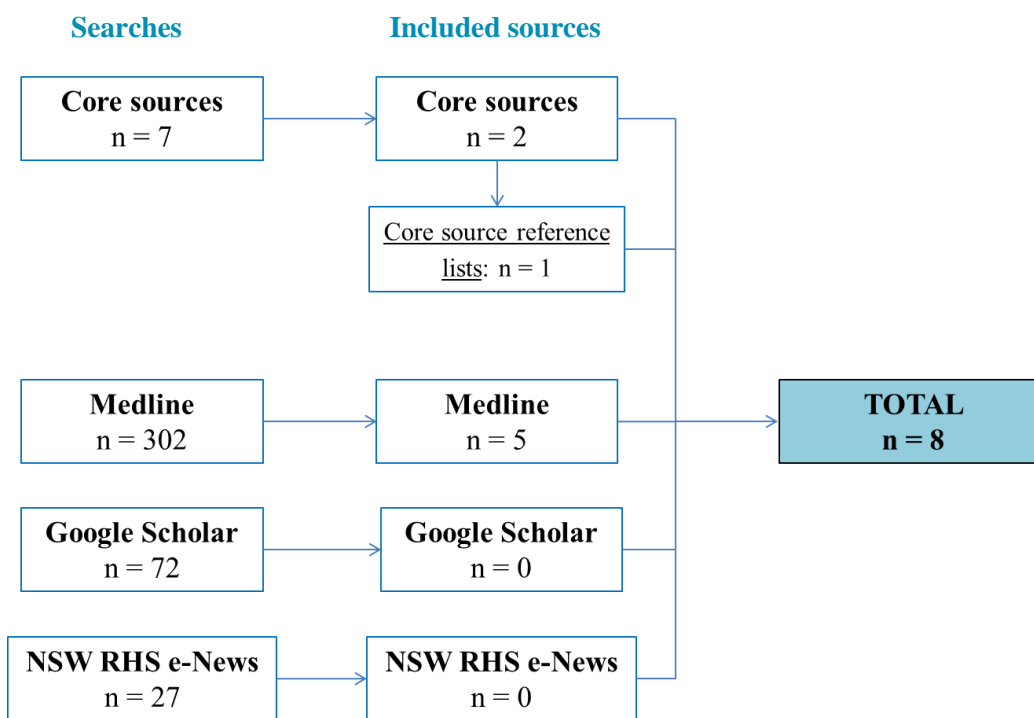 Searches
Included sources
Core sources
n = 7
Core sources
n = 2
Core source reference
lists: n = 1
Medline
n = 302
Medline
n = 5
TOTAL
n = 8
Google Scholar
n = 72
Google Scholar
n = 0
NSW RHS e-News
n = 27
NSW RHS e-News
n = 0